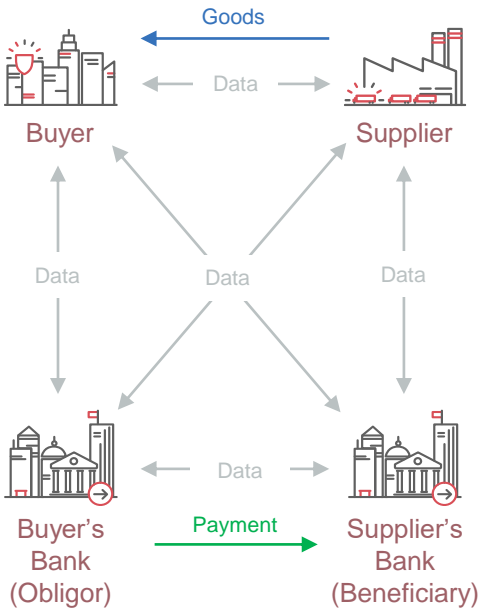 Goods
Data
Buyer
Supplier
Data
Data
Data
Data
Payment
Buyer's
Bank
(Obligor)
Supplier's
Bank
(Beneficiary)